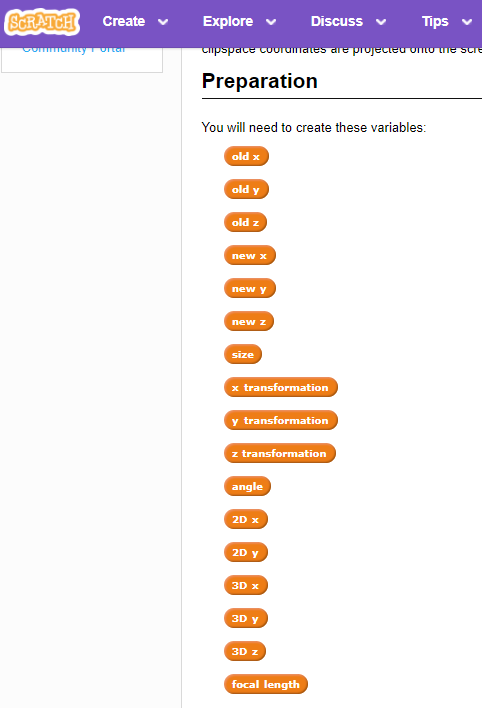 SCRATCH Create Explore Discuss Tips
Community Portal
clipspace coordinates are projected onto the scre
Preparation
You will need to create these variables:
old x
old y
old z
new x
new y
new z
size
x transformation
y transformation
z transformation
angle
2D x
2D y
3D x
3D y
3D z
focal length